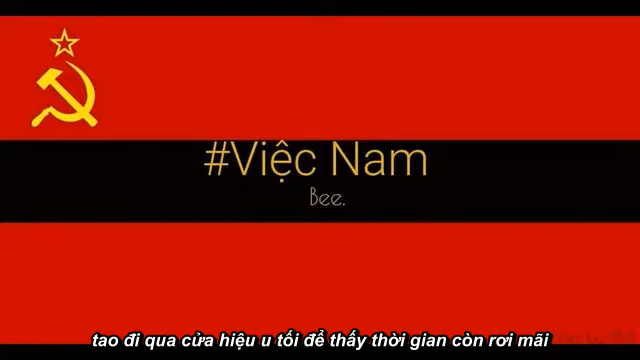 #Việc Nam
Bee.
tao đi qua cửa hiệu u tối để thấy thời gian còn rơi mãi